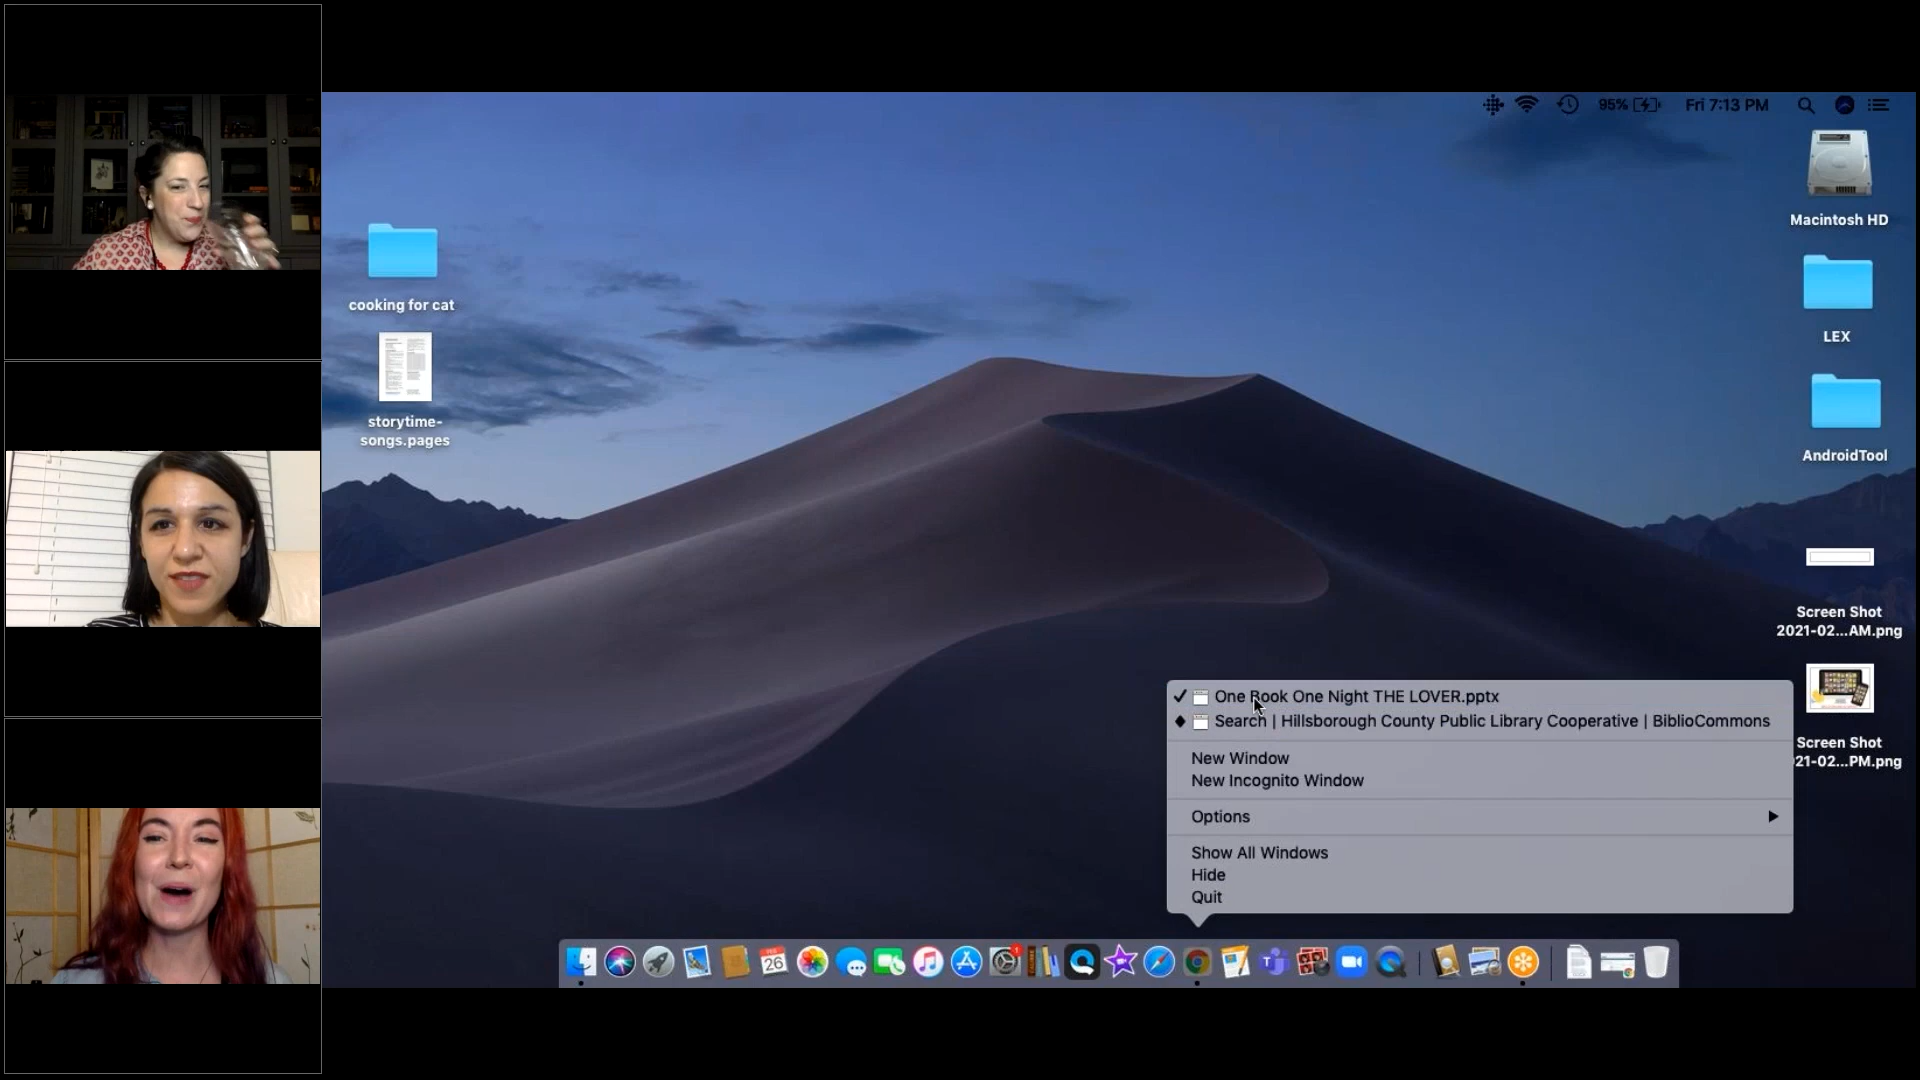 95%
Fri 7:13 PM
Macintosh HD
cooking for cat
LEX
storytime-
songs.pages
AndroidTool
Screen Shot
2021-02...AM.png
One Book One Night THE LOVER.pptx
Search | Hillsborough County Public Library Cooperative | BiblioCommons
Screen Shot
21-02...PM.png
New Window
New Incognito Window
Options
Show All Windows
Hide
Quit
26
1